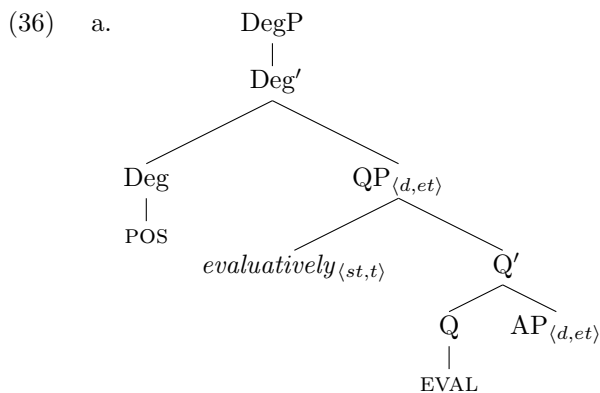 (36) a. DegP
Deg′
Deg QP⟨d,et⟩
POS
evaluatively⟨st,t⟩ Q′
Q AP⟨d,et⟩
EVAL